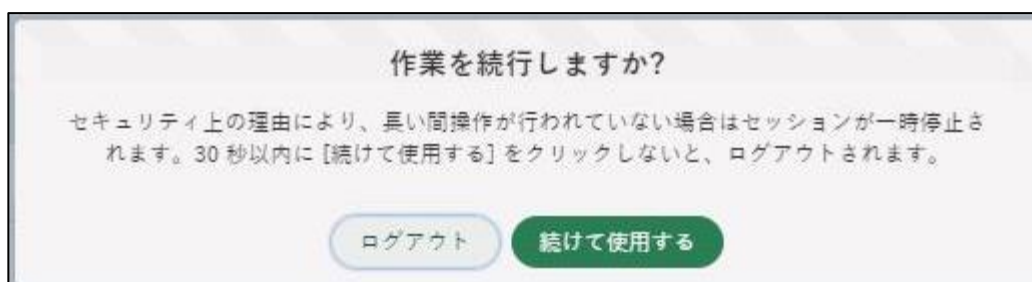 作業を続行しますか?
セキュリティ上の理由により、長い間操作が行われていない場合はセッションが一時停止さ
れます。30 秒以内に [続けて使用する] をクリックしないと、ログアウトされます。
ログアウト 続けて使用する